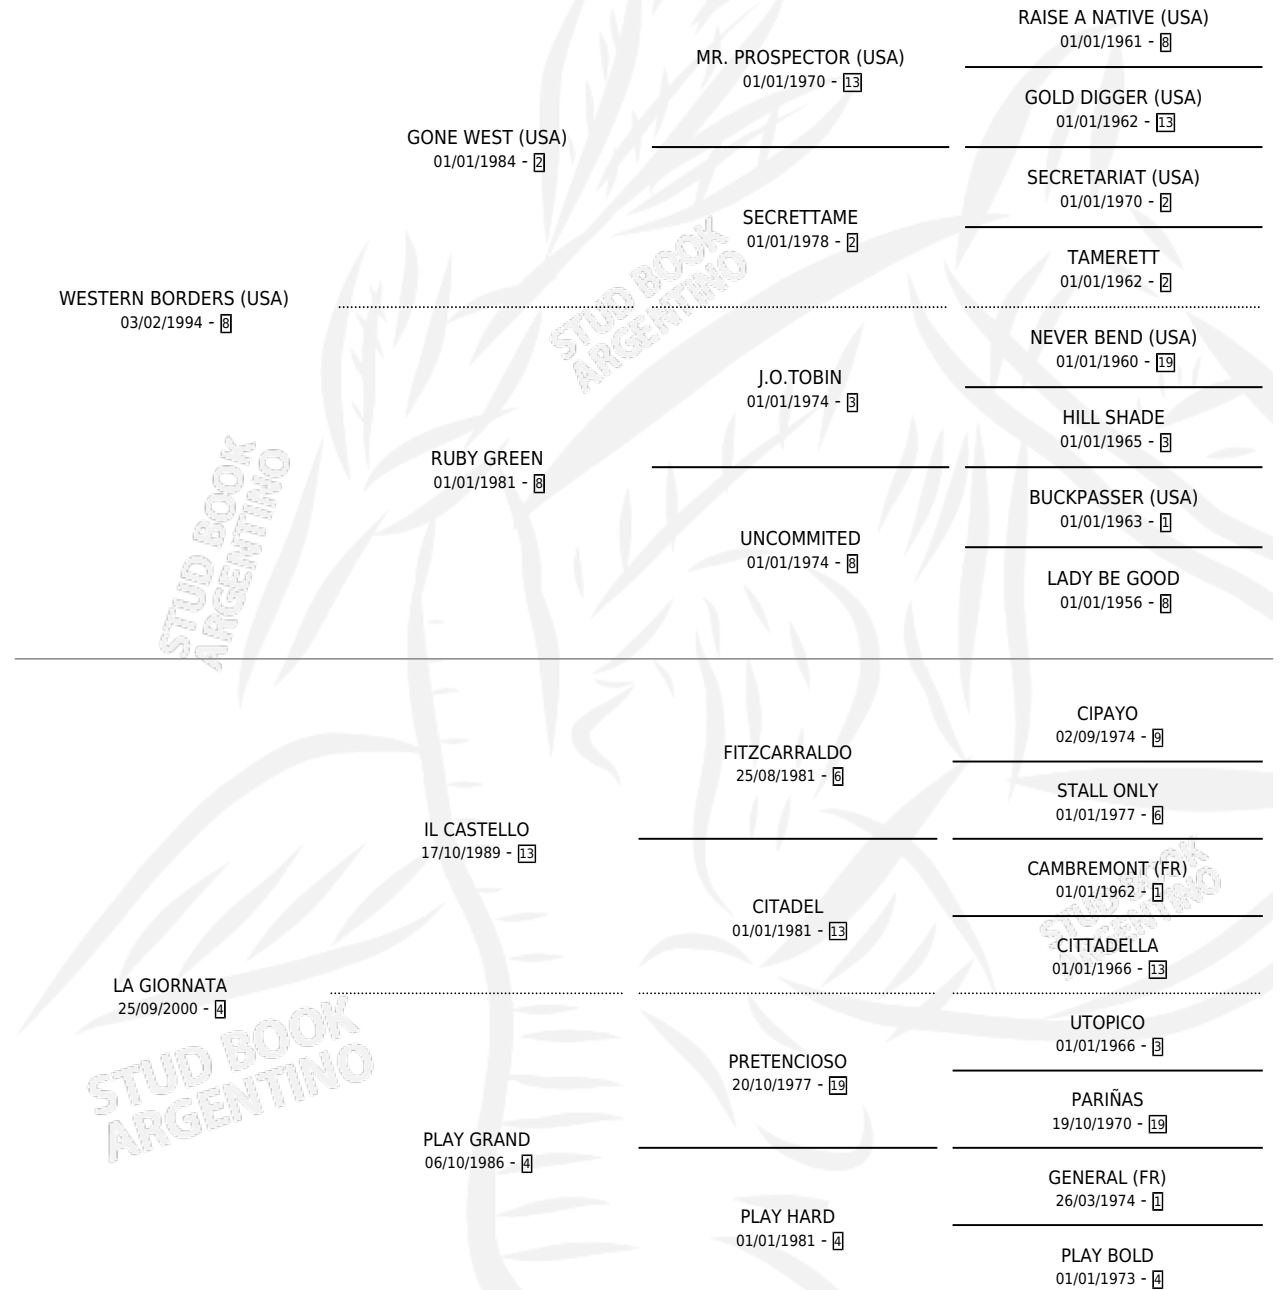 RAISE A NATIVE (USA)
01/01/1961 - 8
MR. PROSPECTOR (USA)
01/01/1970 - 13
GOLD DIGGER (USA)
01/01/1962 - 13
GONE WEST (USA)
01/01/1984 - 2
SECRETARIAT (USA)
01/01/1970 - 2
SECRETTAME
01/01/1978 - 2
TAMERETT
01/01/1962 - 2
WESTERN BORDERS (USA)
03/02/1994 - 8
NEVER BEND (USA)
01/01/1960 - 19
J.O.TOBIN
01/01/1974 - 3
HILL SHADE
01/01/1965 - 3
RUBY GREEN
01/01/1981 - 8
BUCKPASSER (USA)
01/01/1963 - 1
UNCOMMITED
01/01/1974 - 8
LADY BE GOOD
01/01/1956 - 8
CIPAYO
02/09/1974 - 9
FITZCARRALDO
25/08/1981 - 6
STALL ONLY
01/01/1977 - 6
IL CASTELLO
17/10/1989 - 13
CAMBREMONT (FR)
01/01/1962 - 1
CITADEL
01/01/1981 - 13
CITTADELLA
01/01/1966 - 13
LA GIORNATA
25/09/2000 - 4
UTOPICO
01/01/1966 - 3
PRETENCIOSO
20/10/1977 - 19
PARIÑAS
19/10/1970 - 19
PLAY GRAND
06/10/1986 - 4
GENERAL (FR)
26/03/1974 - 1
PLAY HARD
01/01/1981 - 4
PLAY BOLD
01/01/1973 - 4
STUD BOOK
ARGENTINO
STUD BOOK
ARGENTINO
STUD BOOK
ARGENTINO
STUD BOOK
ARGENTINO